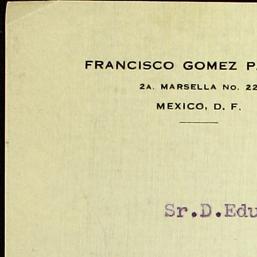 FRANCISCO GOMEZ P
2A. MARSELLA No. 22
MEXICO, D. F.
Sr.D.Edu